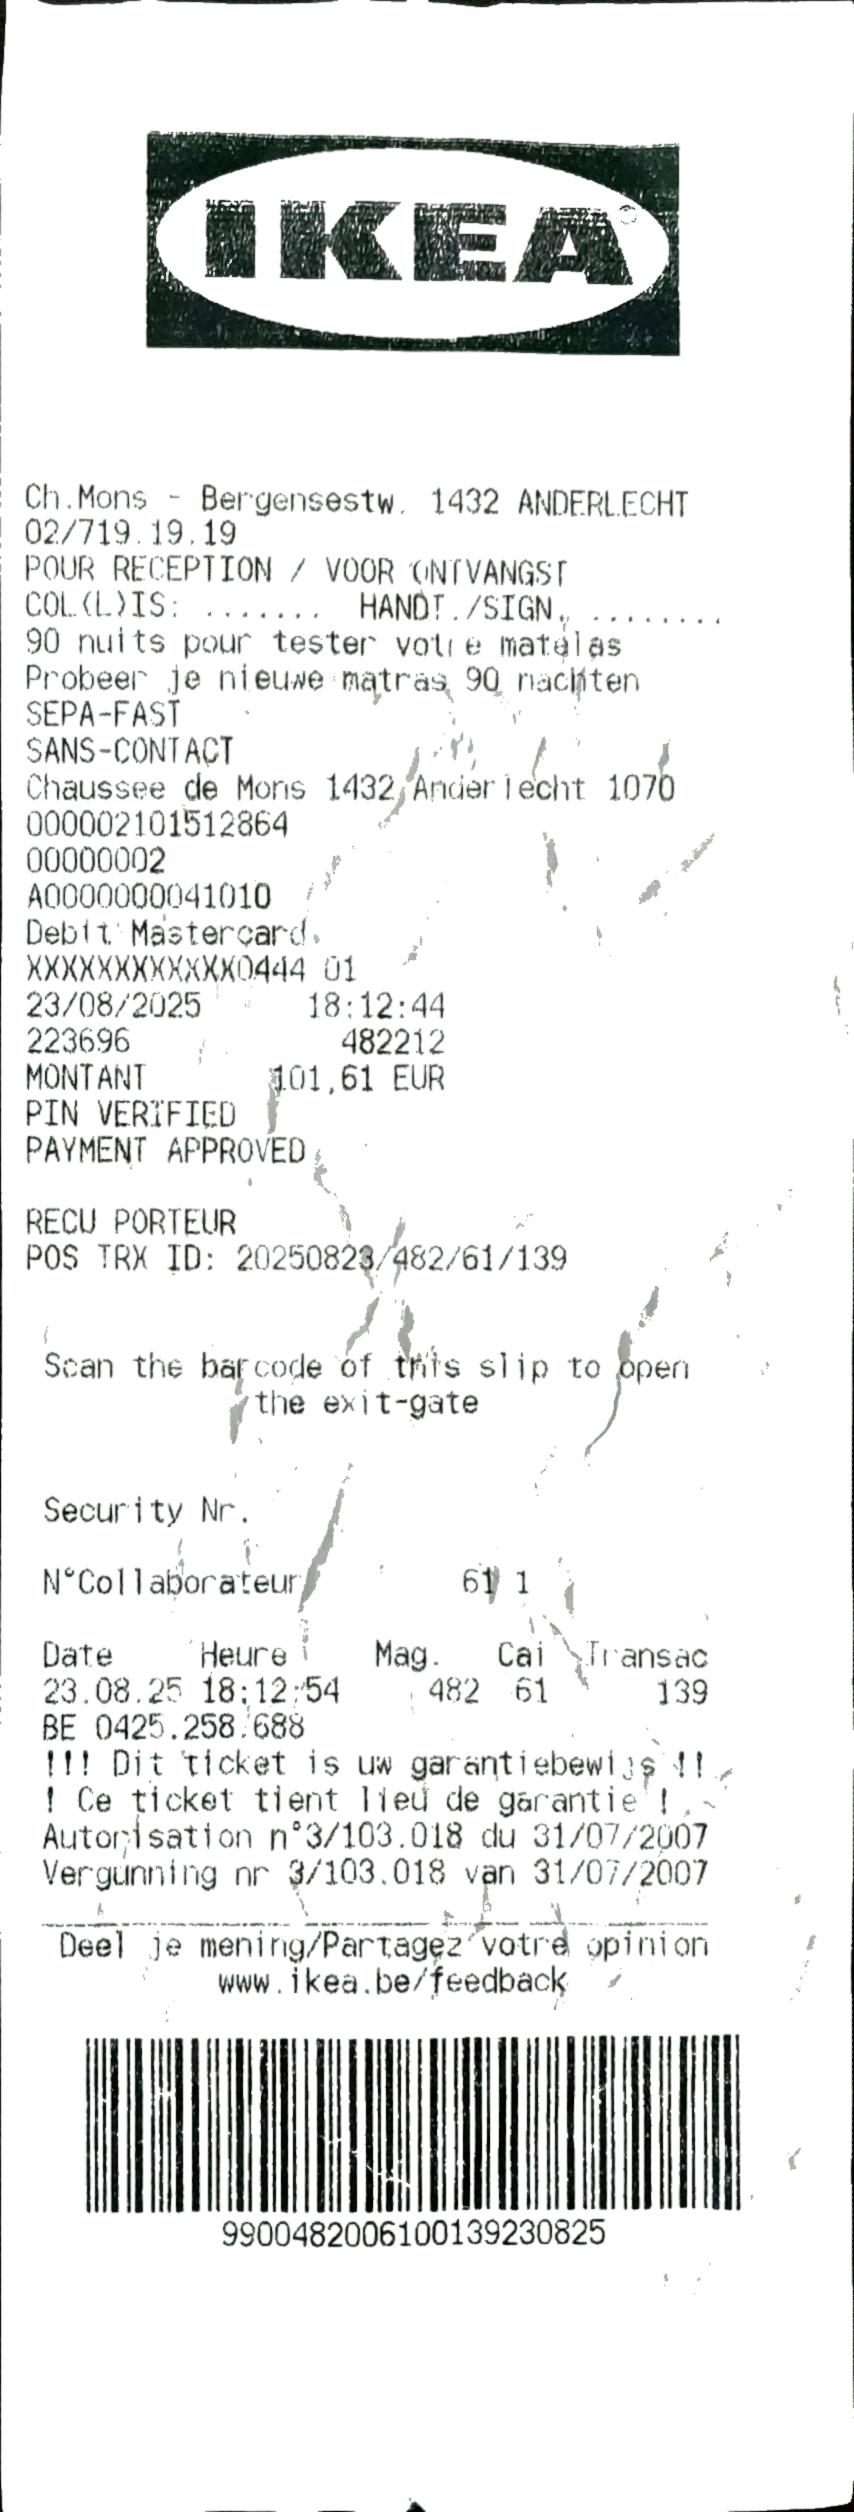 IKEA
Ch.Mons - Bergensestw. 1432 ANDERLECHT
02/719.19.19
POUR RECEPTION / VOOR ONTVANGST
COL(L)IS: ....... HANDT./SIGN. ........
90 nuits pour tester votre matelas
Probeer je nieuwe matras 90 nachten
SEPA-FAST
SANS-CONTACT
Chaussee de Mons 1432 Anderlecht 1070
000002101512864
00000002
A0000000041010
Debit Mastercard
XXXXXXXXXXXX0444 01
23/08/2025 18:12:44
223696 482212
MONTANT 101,61 EUR
PIN VERIFIED
PAYMENT APPROVED
RECU PORTEUR
POS TRX ID: 20250823/482/61/139
Scan the barcode of this slip to open
the exit-gate
Security Nr.
N°Collaborateur 61 1
Date Heure Mag. Cai Transac
23.08.25 18:12:54 482 61 139
BE 0425.258.688
!!! Dit ticket is uw garantiebewijs !!
! Ce ticket tient lieu de garantie !
Autorisation n°3/103.018 du 31/07/2007
Vergunning nr 3/103.018 van 31/07/2007
Deel je mening/Partagez votre opinion
www.ikea.be/feedback
9900482006100139230825